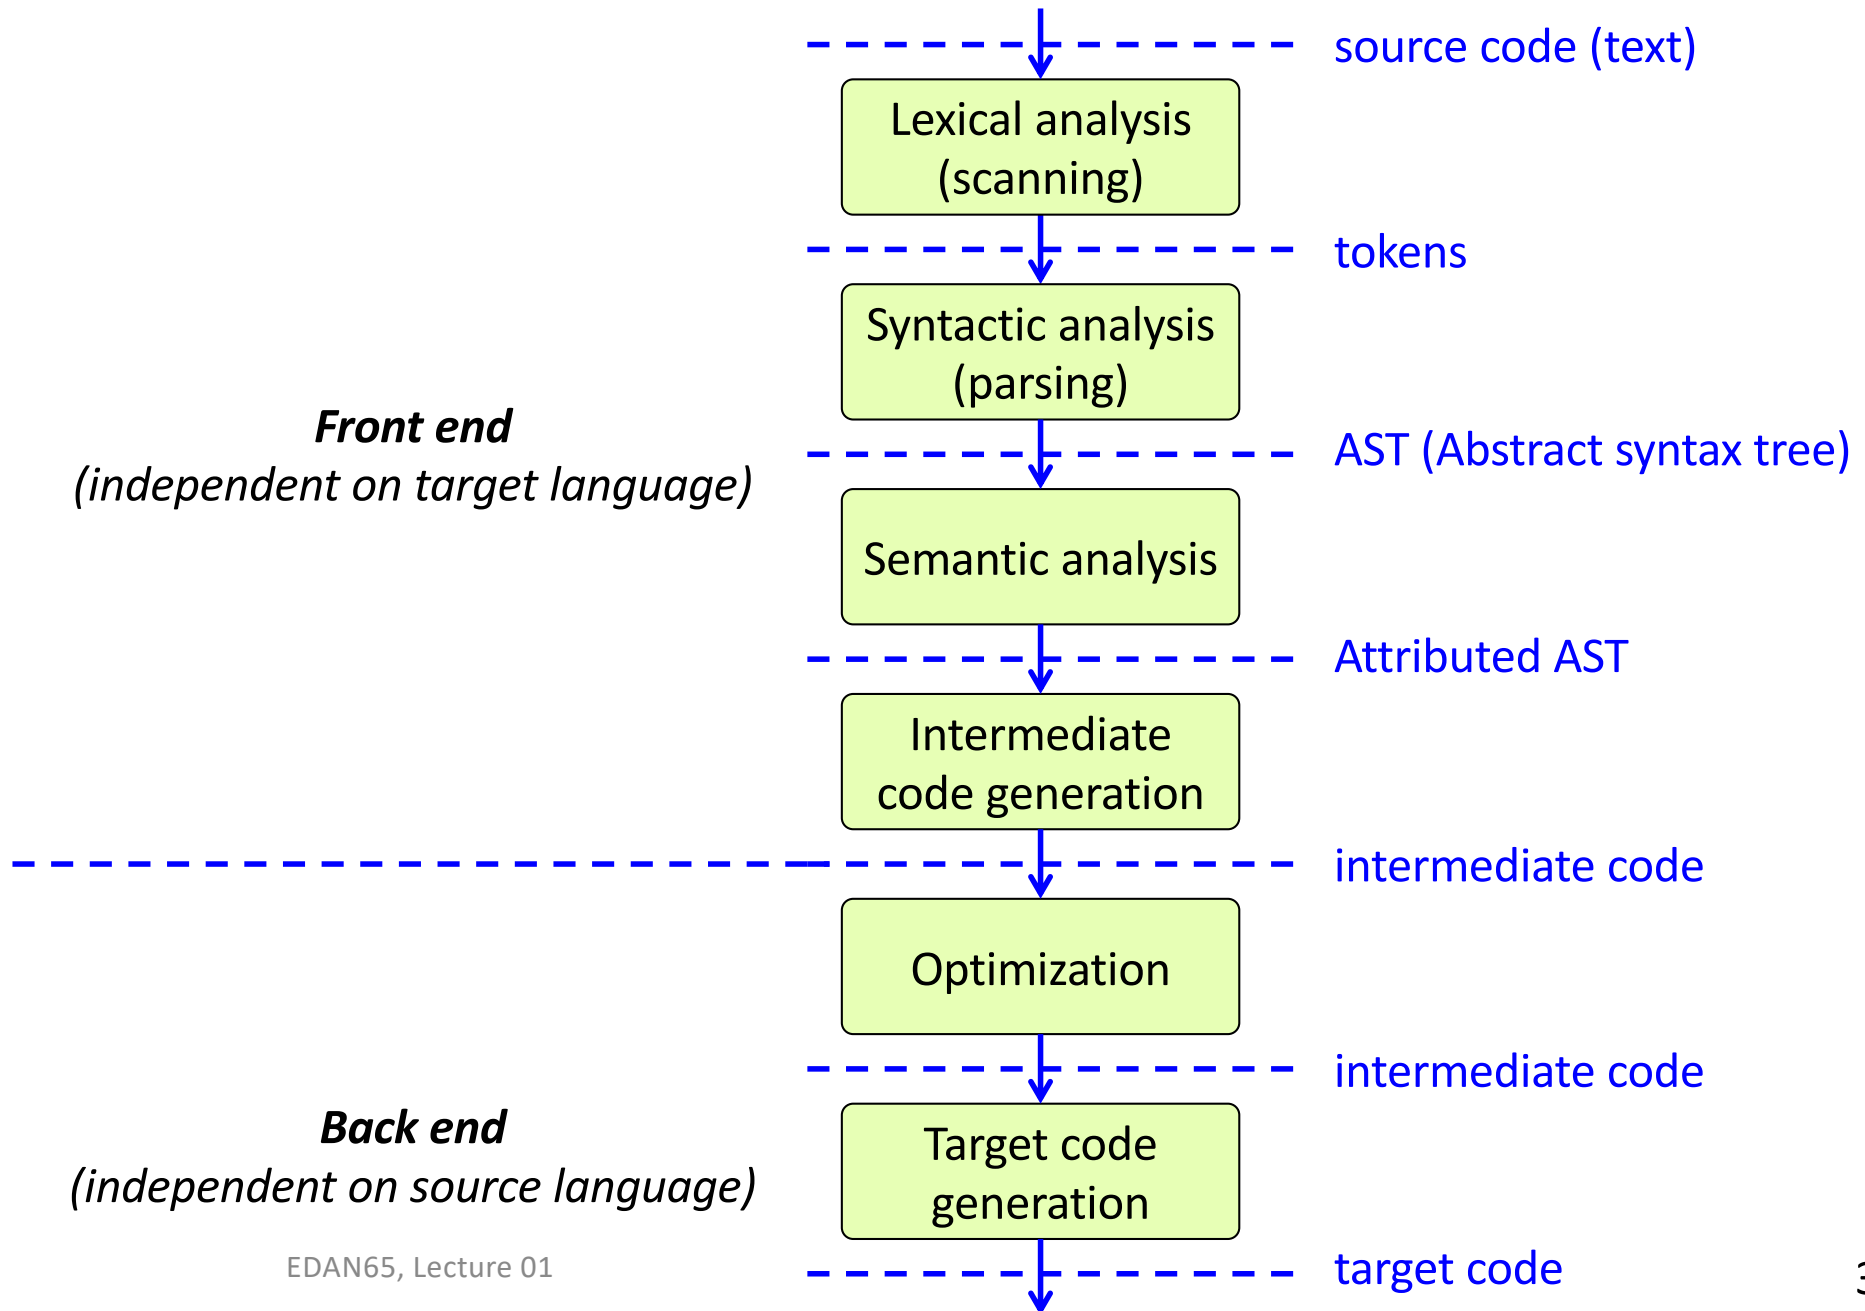 source code (text)
Lexical analysis
(scanning)
tokens
Syntactic analysis
(parsing)
Front end
(independent on target language)
AST (Abstract syntax tree)
Semantic analysis
Attributed AST
Intermediate
code generation
intermediate code
Optimization
intermediate code
Back end
(independent on source language)
Target code
generation
EDAN65, Lecture 01
target code